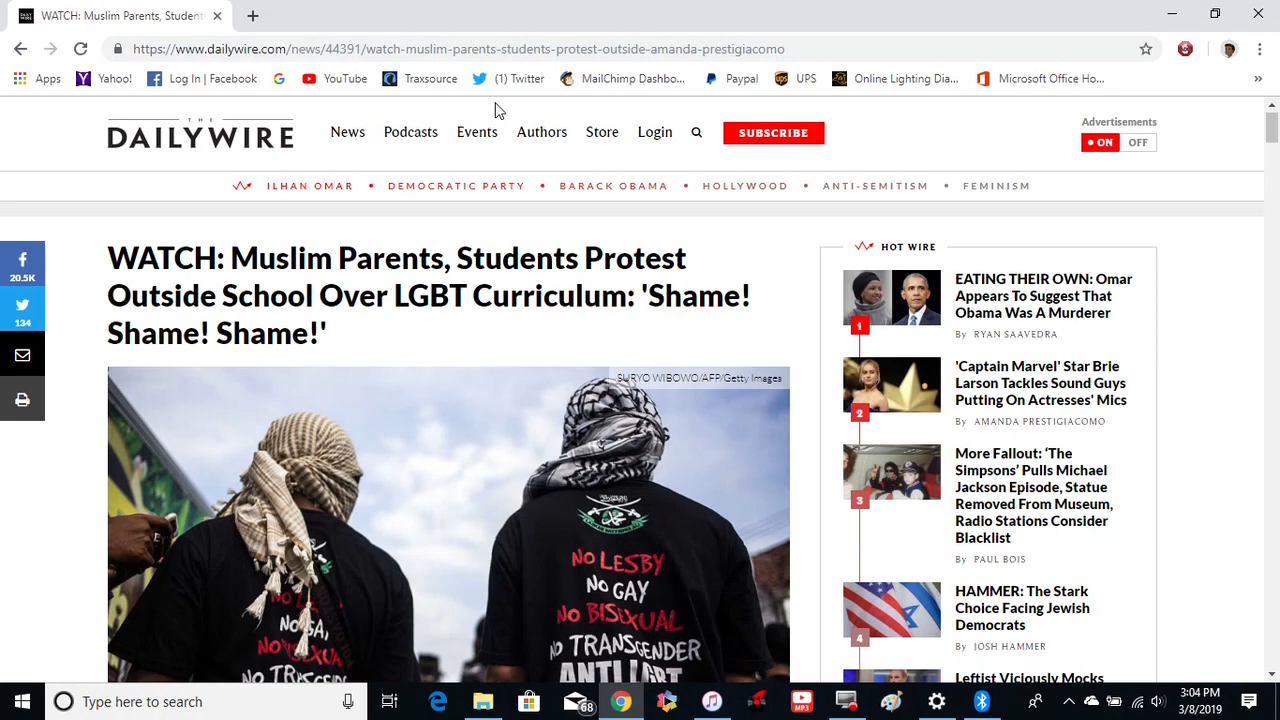 WATCH: Muslim Parents, Studen
https://www.dailywire.com/news/44391/watch-muslim-parents-students-protest-outside-amanda-prestigiacomo
Apps Yahoo! Log In | Facebook YouTube Traxsource: (1) Twitter MailChimp Dashbo... Paypal UPS Online Lighting Dia... Microsoft Office Ho... »
THE
DAILYWIRE
News Podcasts Events Authors Store Login SUBSCRIBE
Advertisements
ON OFF
ILHAN OMAR • DEMOCRATIC PARTY • BARACK OBAMA • HOLLYWOOD • ANTI-SEMITISM • FEMINISM
20.5K
134
WATCH: Muslim Parents, Students Protest
Outside School Over LGBT Curriculum: 'Shame!
Shame! Shame!'
SURYO WIBOWO/AFP/Getty Images
NO LESBY
NO GAY
NO BISEXUAL
NO TRANSGENDER
ANTI LGBT
HOT WIRE
1
EATING THEIR OWN: Omar
Appears To Suggest That
Obama Was A Murderer
By RYAN SAAVEDRA
2
'Captain Marvel' Star Brie
Larson Tackles Sound Guys
Putting On Actresses' Mics
By AMANDA PRESTIGIACOMO
3
More Fallout: ‘The
Simpsons’ Pulls Michael
Jackson Episode, Statue
Removed From Museum,
Radio Stations Consider
Blacklist
By PAUL BOIS
4
HAMMER: The Stark
Choice Facing Jewish
Democrats
By JOSH HAMMER
Leftist Viciously Mocks
Type here to search
68
MP3
3:04 PM
3/8/2019